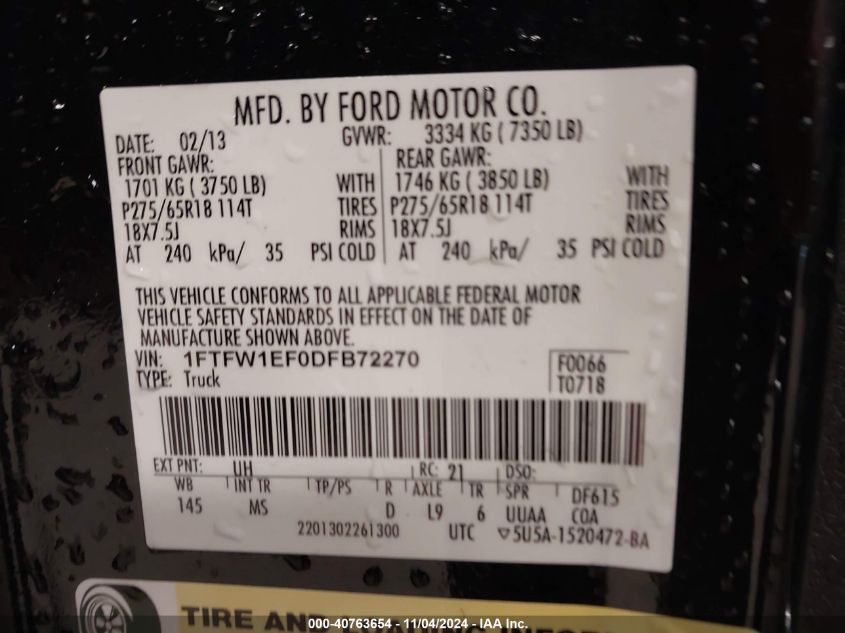 MFD. BY FORD MOTOR CO.
DATE: 02/13 GVWR: 3334 KG ( 7350 LB)
FRONT GAWR: REAR GAWR:
1701 KG ( 3750 LB) WITH 1746 KG ( 3850 LB) WITH
P275/65R18 114T TIRES P275/65R18 114T TIRES
18X7.5J RIMS 18X7.5J RIMS
AT 240 kPa/ 35 PSI COLD AT 240 kPa/ 35 PSI COLD
THIS VEHICLE CONFORMS TO ALL APPLICABLE FEDERAL MOTOR
VEHICLE SAFETY STANDARDS IN EFFECT ON THE DATE OF
MANUFACTURE SHOWN ABOVE.
VIN: 1FTFW1EF0DFB72270 F0066
TYPE: Truck T0718
EXT PNT: UH RC: 21 DSO:
WB INT TR TP/PS R AXLE TR SPR DF615
145 MS D L9 6 UUAA COA
2201302261300 UTC ▽5U5A-1520472-BA
TIRE AND LOADING INFORM
000-40763654 - 11/04/2024 - IAA Inc.